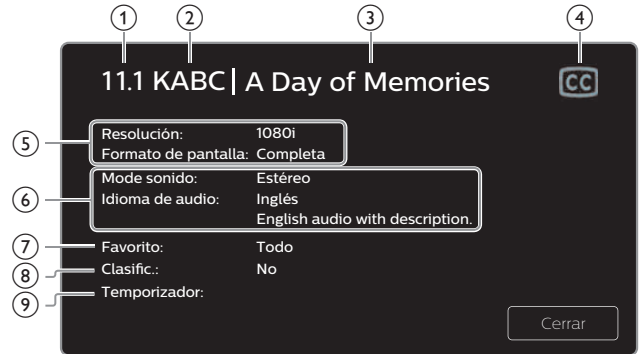 1 2 3 4
11.1 KABC | A Day of Memories CC
5 Resolución: 1080i
Formato de pantalla: Completa
6 Mode sonido: Estéreo
Idioma de audio: Inglés
English audio with description.
7 Favorito: Todo
8 Clasific.: No
9 Temporizador:
Cerrar